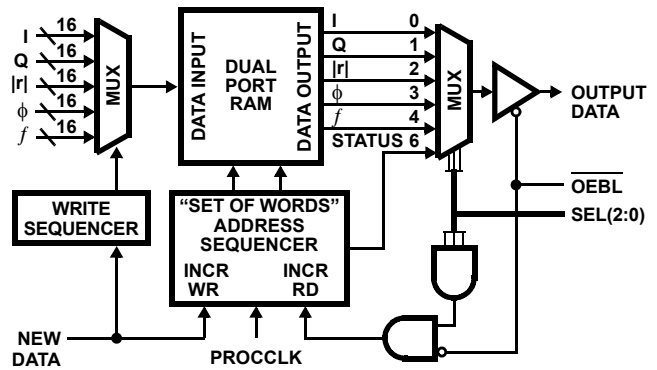 I 16
Q 16
|r| 16
ϕ 16
f 16
MUX
DATA INPUT
DUAL
PORT
RAM
DATA OUTPUT
I 0
Q 1
|r| 2
ϕ 3
f 4
STATUS 6
MUX
OUTPUT
DATA
OEBL
SEL(2:0)
WRITE
SEQUENCER
“SET OF WORDS”
ADDRESS
SEQUENCER
INCR
WR
INCR
RD
NEW
DATA
PROCCLK